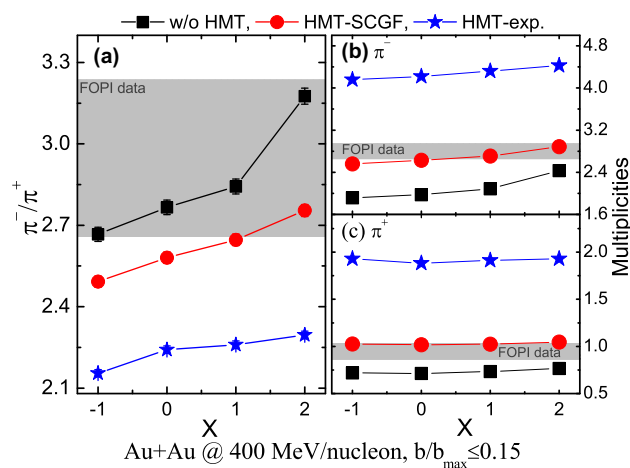 w/o HMT, HMT-SCGF, HMT-exp.
(a)
FOPI data
π⁻/π⁺
3.3
3.0
2.7
2.4
2.1
-1 0 1 2
X
(b) π⁻
FOPI data
4.8
4.0
3.2
2.4
1.6
(c) π⁺
FOPI data
2.0
1.5
1.0
0.5
Multiplicities
-1 0 1 2
X
Au+Au @ 400 MeV/nucleon, b/b_max≤0.15